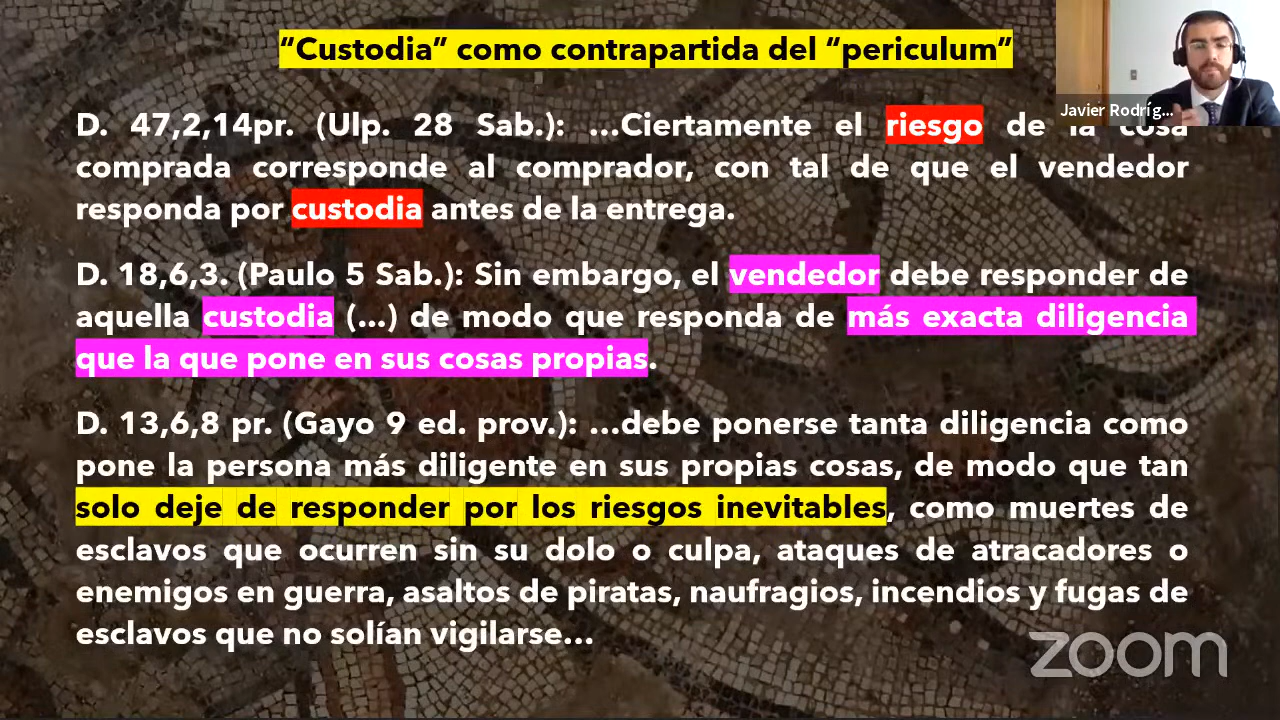 “Custodia” como contrapartida del “periculum”
Javier Rodríg...
D. 47,2,14pr. (Ulp. 28 Sab.): ...Ciertamente el riesgo de la cosa
comprada corresponde al comprador, con tal de que el vendedor
responda por custodia antes de la entrega.
D. 18,6,3. (Paulo 5 Sab.): Sin embargo, el vendedor debe responder de
aquella custodia (...) de modo que responda de más exacta diligencia
que la que pone en sus cosas propias.
D. 13,6,8 pr. (Gayo 9 ed. prov.): ...debe ponerse tanta diligencia como
pone la persona más diligente en sus propias cosas, de modo que tan
solo deje de responder por los riesgos inevitables, como muertes de
esclavos que ocurren sin su dolo o culpa, ataques de atracadores o
enemigos en guerra, asaltos de piratas, naufragios, incendios y fugas de
esclavos que no solían vigilarse...
zoom